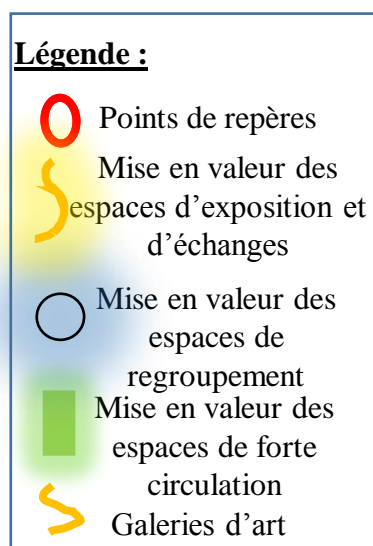 Légende :
Points de repères
Mise en valeur des
espaces d’exposition et
d’échanges
Mise en valeur des
espaces de
regroupement
Mise en valeur des
espaces de forte
circulation
Galeries d’art